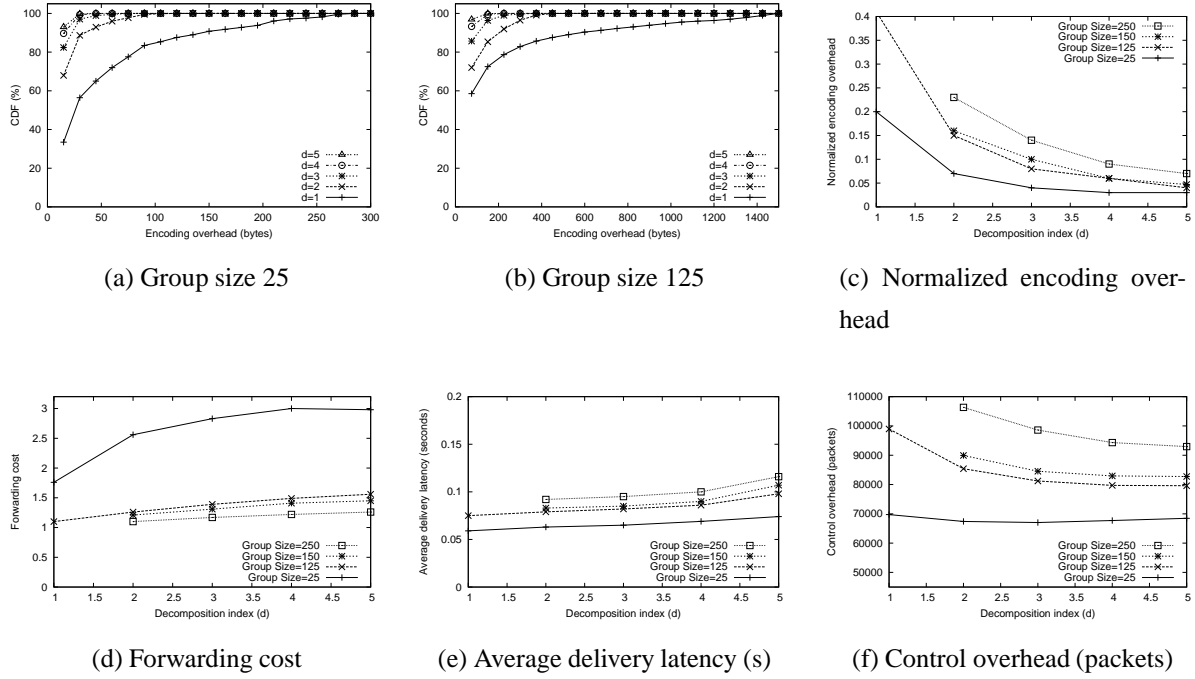 100
80
60
40
20
0
CDF (%)
0 50 100 150 200 250 300
Encoding overhead (bytes)
d=5
d=4
d=3
d=2
d=1
(a) Group size 25
100
80
60
40
20
0
CDF (%)
0 200 400 600 800 1000 1200 1400
Encoding overhead (bytes)
d=5
d=4
d=3
d=2
d=1
(b) Group size 125
0.4
0.35
0.3
0.25
0.2
0.15
0.1
0.05
0
Normalized encoding overhead
1 1.5 2 2.5 3 3.5 4 4.5 5
Decomposition index (d)
Group Size=250
Group Size=150
Group Size=125
Group Size=25
(c) Normalized encoding over-
head
3
2.5
2
1.5
1
0.5
0
Forwarding cost
1 1.5 2 2.5 3 3.5 4 4.5 5
Decomposition index (d)
Group Size=250
Group Size=150
Group Size=125
Group Size=25
(d) Forwarding cost
0.2
0.15
0.1
0.05
0
Average delivery latency (seconds)
1 1.5 2 2.5 3 3.5 4 4.5 5
Decomposition index (d)
Group Size=250
Group Size=150
Group Size=125
Group Size=25
(e) Average delivery latency (s)
110000
100000
90000
80000
70000
60000
50000
Control overhead (packets)
1 1.5 2 2.5 3 3.5 4 4.5 5
Decomposition index (d)
Group Size=250
Group Size=150
Group Size=125
Group Size=25
(f) Control overhead (packets)